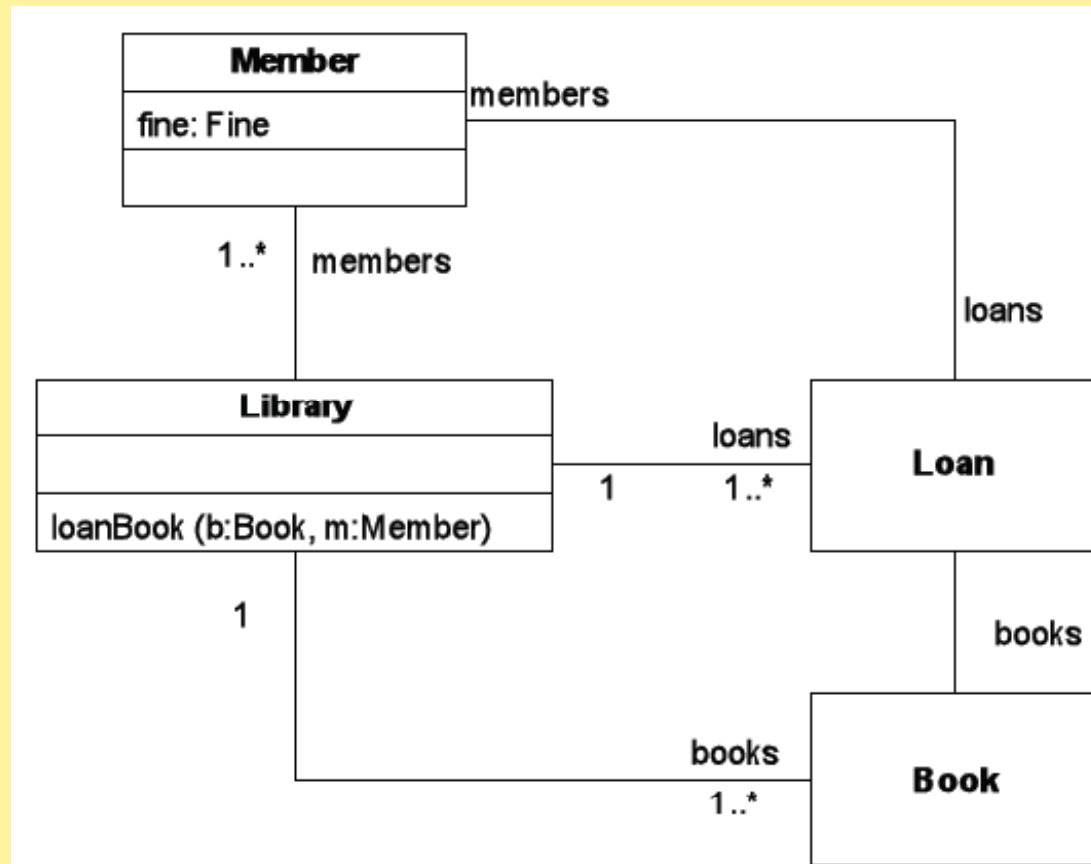 Member
members
fine: Fine
1..*
members
loans
Library
loans
Loan
1
1..*
loanBook (b:Book, m:Member)
1
books
books
Book
1..*